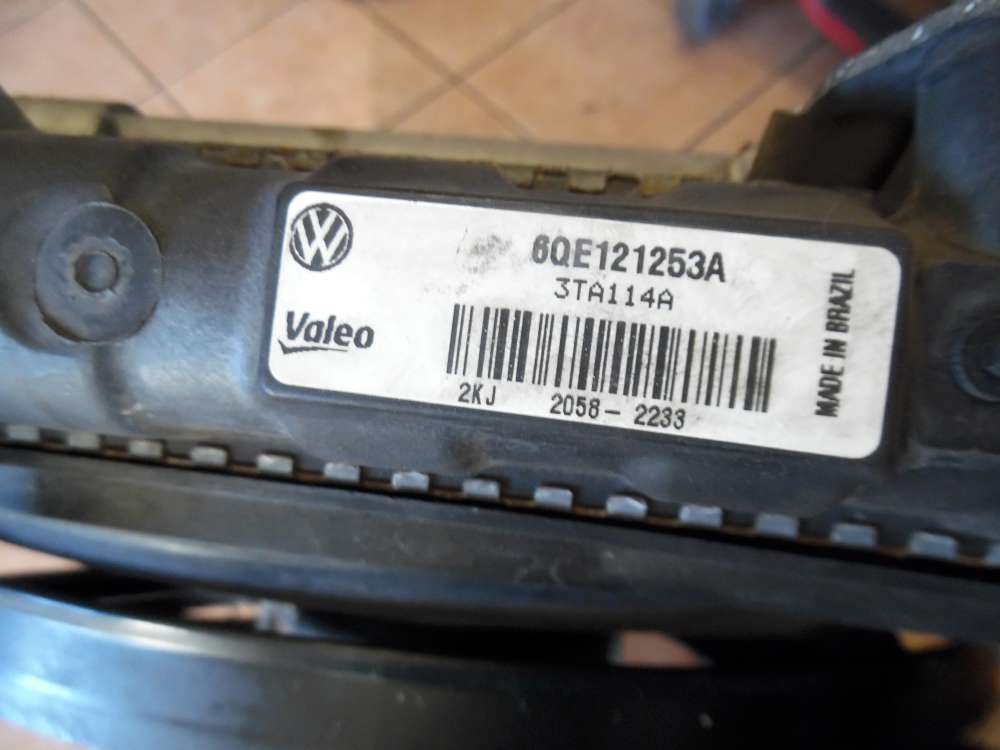 6QE121253A
3TA114A
Valeo
2KJ 2058-2233
MADE IN BRAZIL